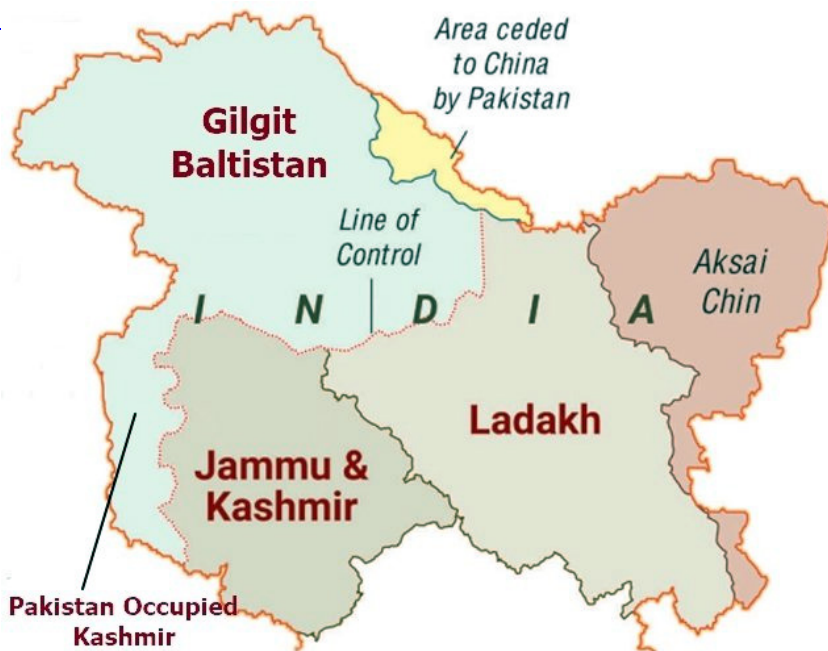 Area ceded
to China
by Pakistan
Gilgit
Baltistan
Line of
Control
Aksai
Chin
I N D I A
Ladakh
Jammu &
Kashmir
Pakistan Occupied
Kashmir